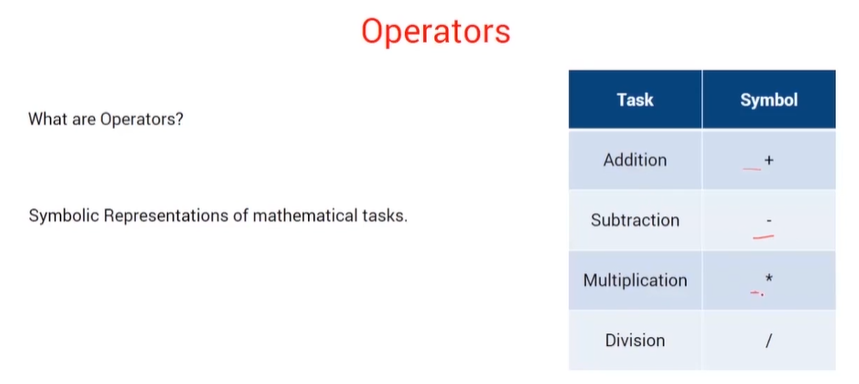 Operators
What are Operators?
Symbolic Representations of mathematical tasks.
Task Symbol
Addition +
Subtraction -
Multiplication *
Division /